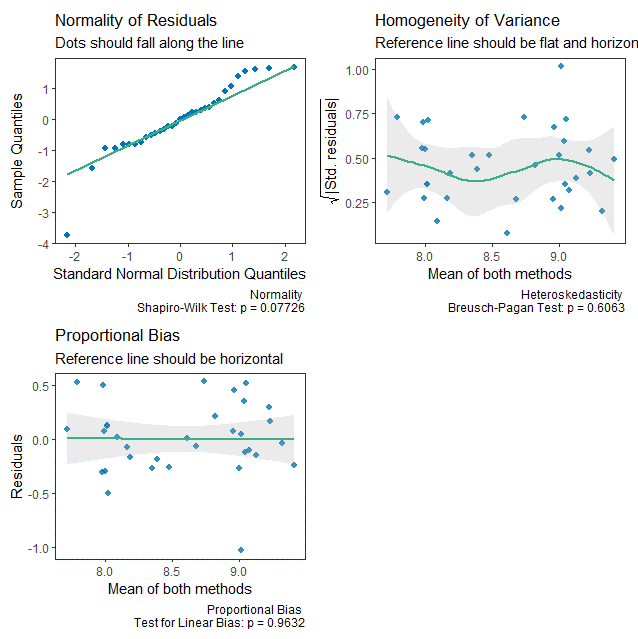 Normality of Residuals
Dots should fall along the line
Sample Quantiles
1
0
-1
-2
-3
-4
-2
-1
0
1
2
Standard Normal Distribution Quantiles
Normality
Shapiro-Wilk Test: p = 0.07726
Homogeneity of Variance
Reference line should be flat and horizon
√|Std. residuals|
1.00
0.75
0.50
0.25
8.0
8.5
9.0
Mean of both methods
Heteroskedasticity
Breusch-Pagan Test: p = 0.6063
Proportional Bias
Reference line should be horizontal
Residuals
0.5
0.0
-0.5
-1.0
8.0
8.5
9.0
Mean of both methods
Proportional Bias
Test for Linear Bias: p = 0.9632